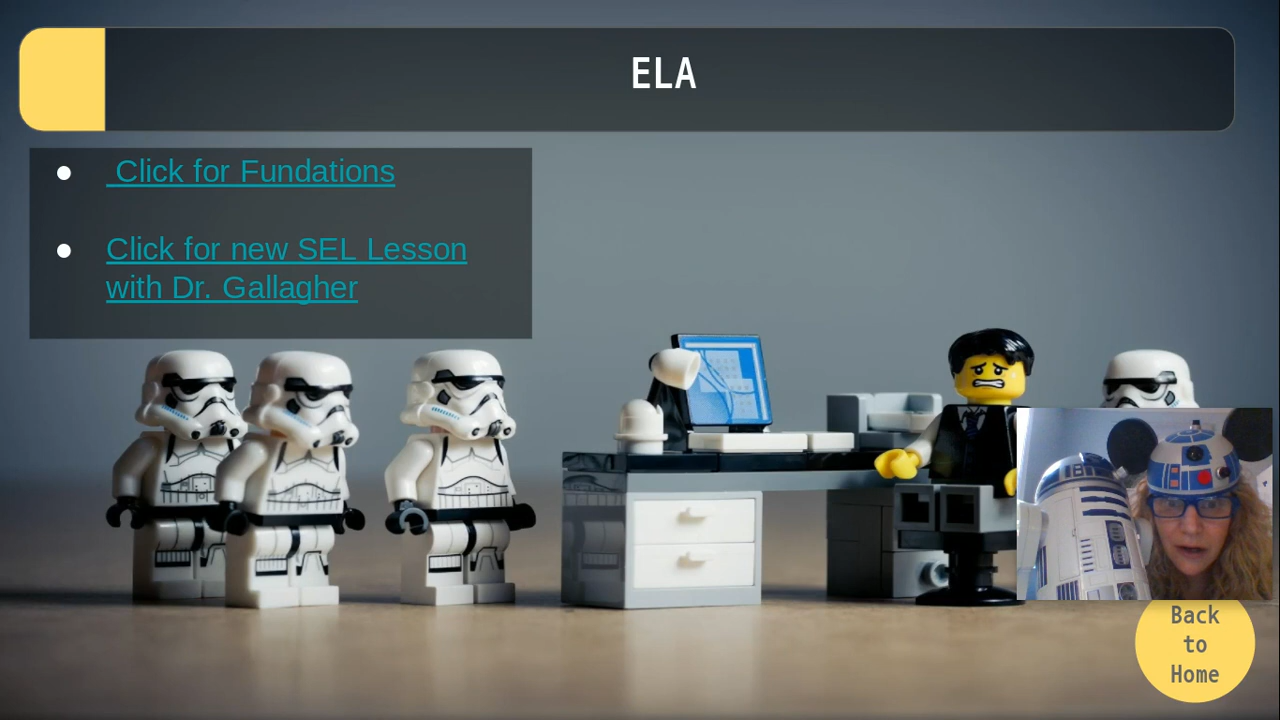 ELA
Click for Fundations
Click for new SEL Lesson
with Dr. Gallagher
Back
to
Home